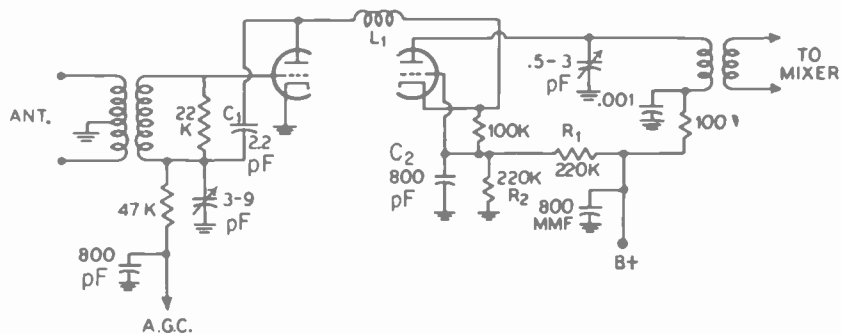 L1
ANT.
22
K
C1
2.2
pF
47K
3-9
pF
800
pF
A.G.C.
C2
800
pF
100K
220K
R2
R1
220K
800
MMF
B+
.5-3
pF
.001
100
TO
MIXER